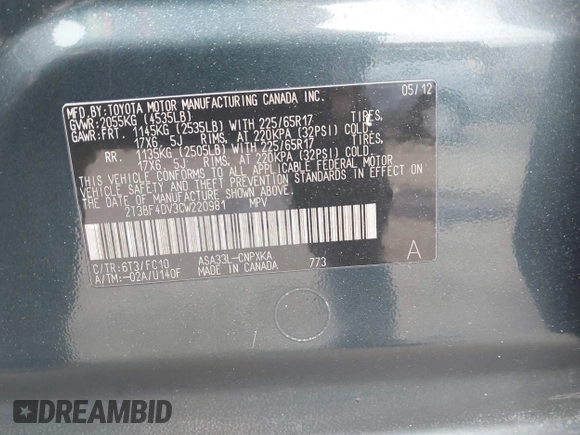 MFD.BY:TOYOTA MOTOR MANUFACTURING CANADA INC. 05/12
GVWR:2055KG (4535LB)
GAWR:FRT. 1145KG (2535LB) WITH 225/65R17 TIRES,
17X6.5J RIMS, AT 220KPA (32PSI) COLD.
RR. 1135KG (2505LB) WITH 225/65R17 TIRES,
17X6.5J RIMS, AT 220KPA (32PSI) COLD.
THIS VEHICLE CONFORMS TO ALL APPLICABLE FEDERAL MOTOR
VEHICLE SAFETY AND THEFT PREVENTION STANDARDS IN EFFECT ON
THE DATE OF MANUFACTURE SHOWN ABOVE.
2T3BF4DV3CW220981 MPV
C/TR:6T3/FC10 ASA33L-CNPXKA
A/TM:-02A/U140F MADE IN CANADA 773 A
DREAMBID